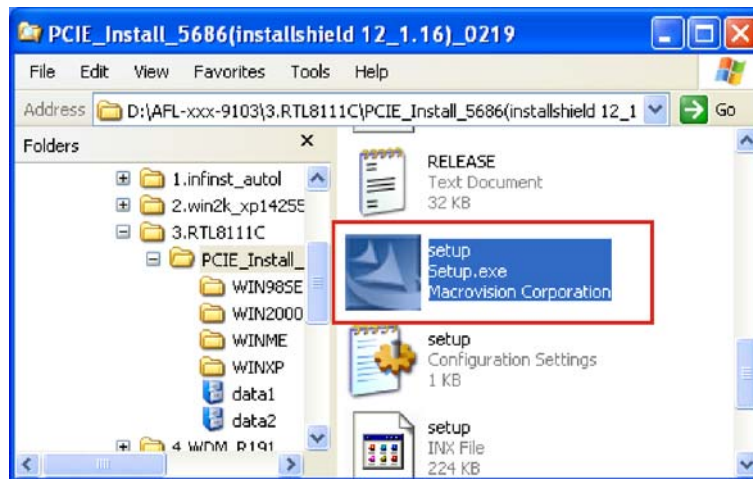 PCIE_Install_5686(installshield 12_1.16)_0219
File Edit View Favorites Tools Help
Address D:\AFL-xxx-9103\3.RTL8111C\PCIE_Install_5686(installshield 12_1 Go
Folders
1.infinst_autol
2.win2k_xp14255
3.RTL8111C
PCIE_Install_
WIN98SE
WIN2000
WINME
WINXP
data1
data2
4.WDM_R191
RELEASE
Text Document
32 KB
setup
Setup.exe
Macrovision Corporation
setup
Configuration Settings
1 KB
setup
INX File
224 KB